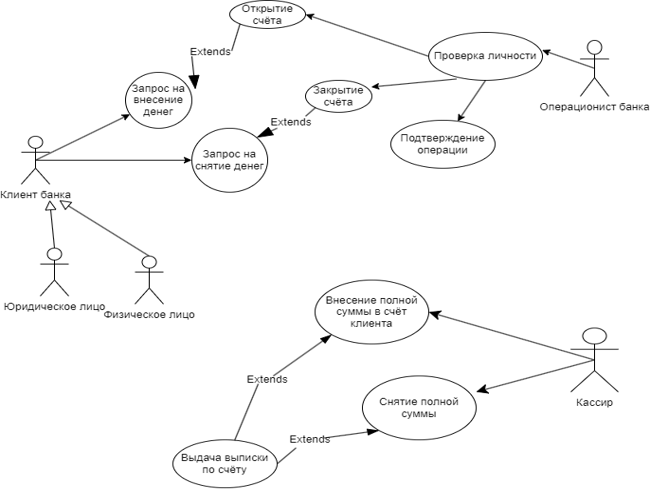 Открытие
счёта
Extends
Проверка личности
Операционист банка
Запрос на
внесение
денег
Закрытие
счёта
Extends
Подтверждение
операции
Запрос на
снятие денег
Клиент банка
Юридическое лицо
Физическое лицо
Внесение полной
суммы в счёт
клиента
Extends
Снятие полной
суммы
Кассир
Extends
Выдача выписки
по счёту